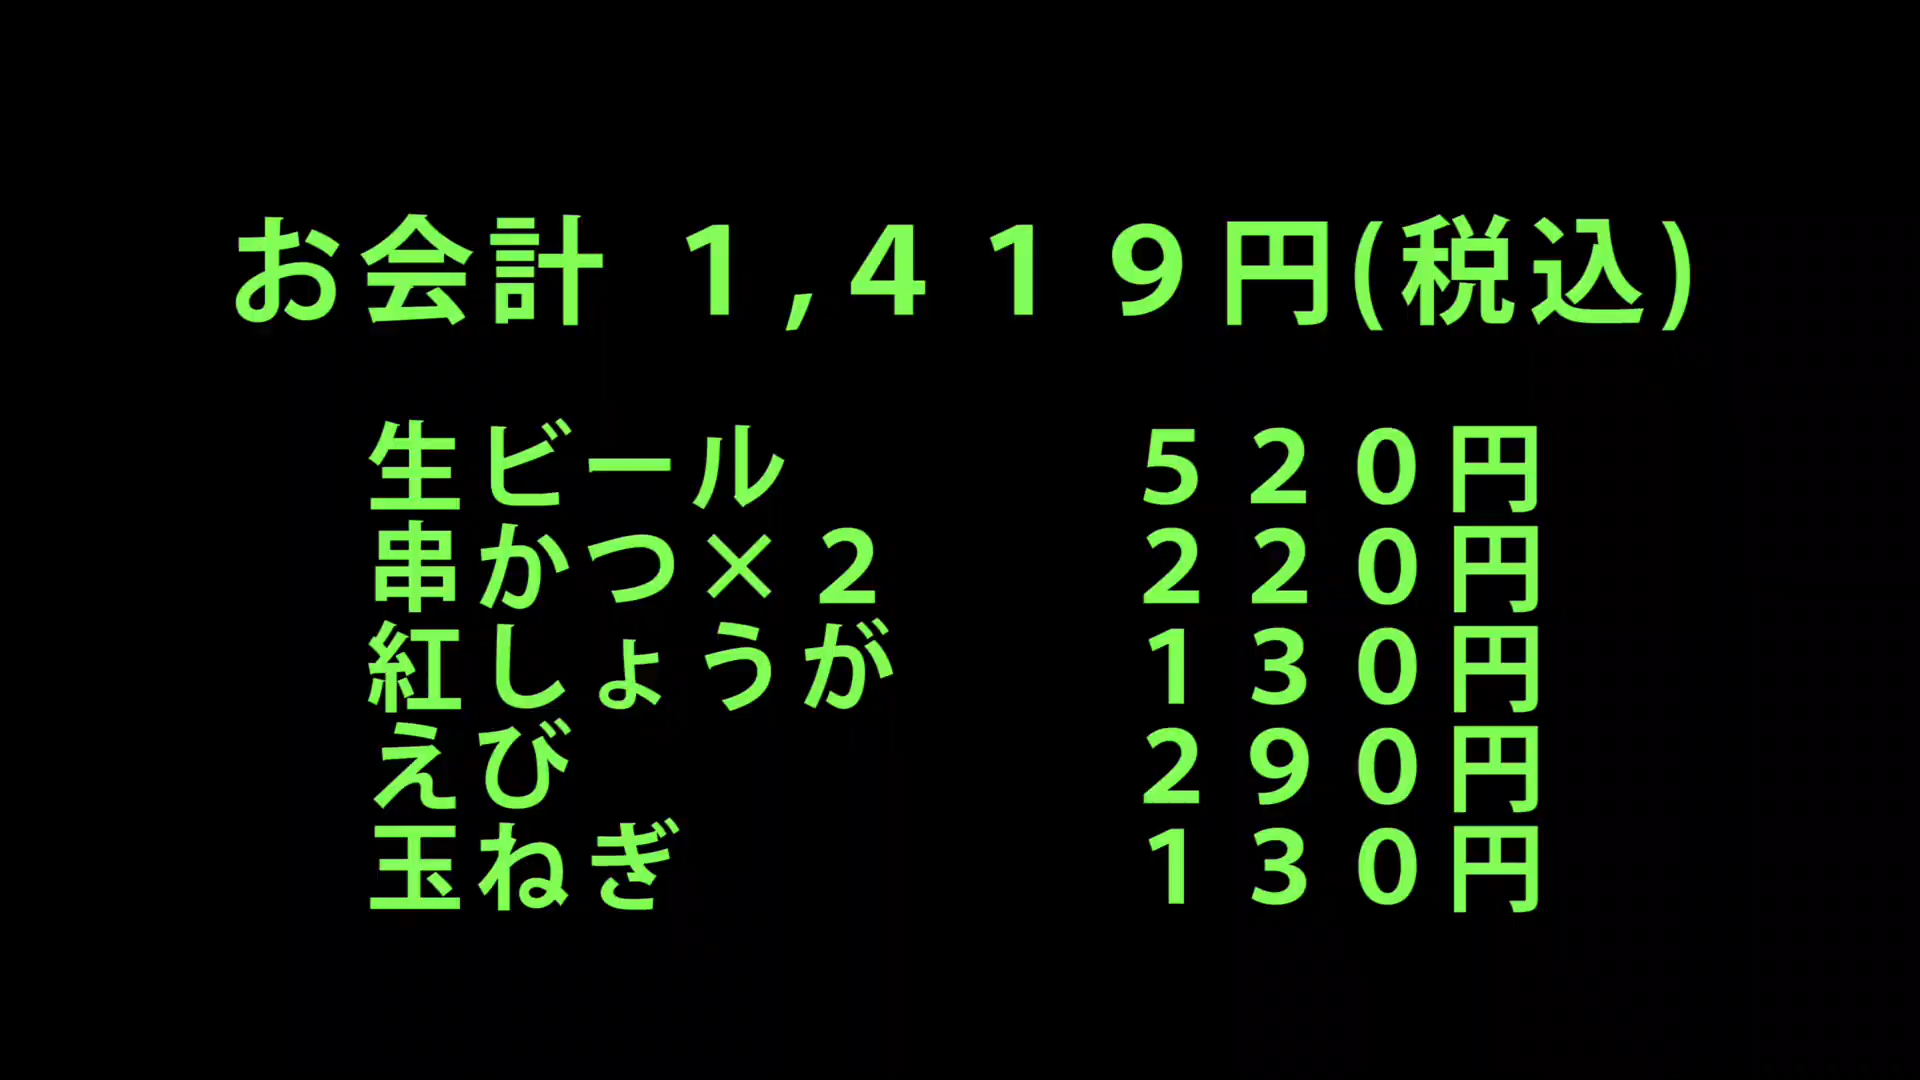 お会計 １,４１９円(税込)
生ビール ５２０円
串かつ×２ ２２０円
紅しょうが １３０円
えび ２９０円
玉ねぎ １３０円